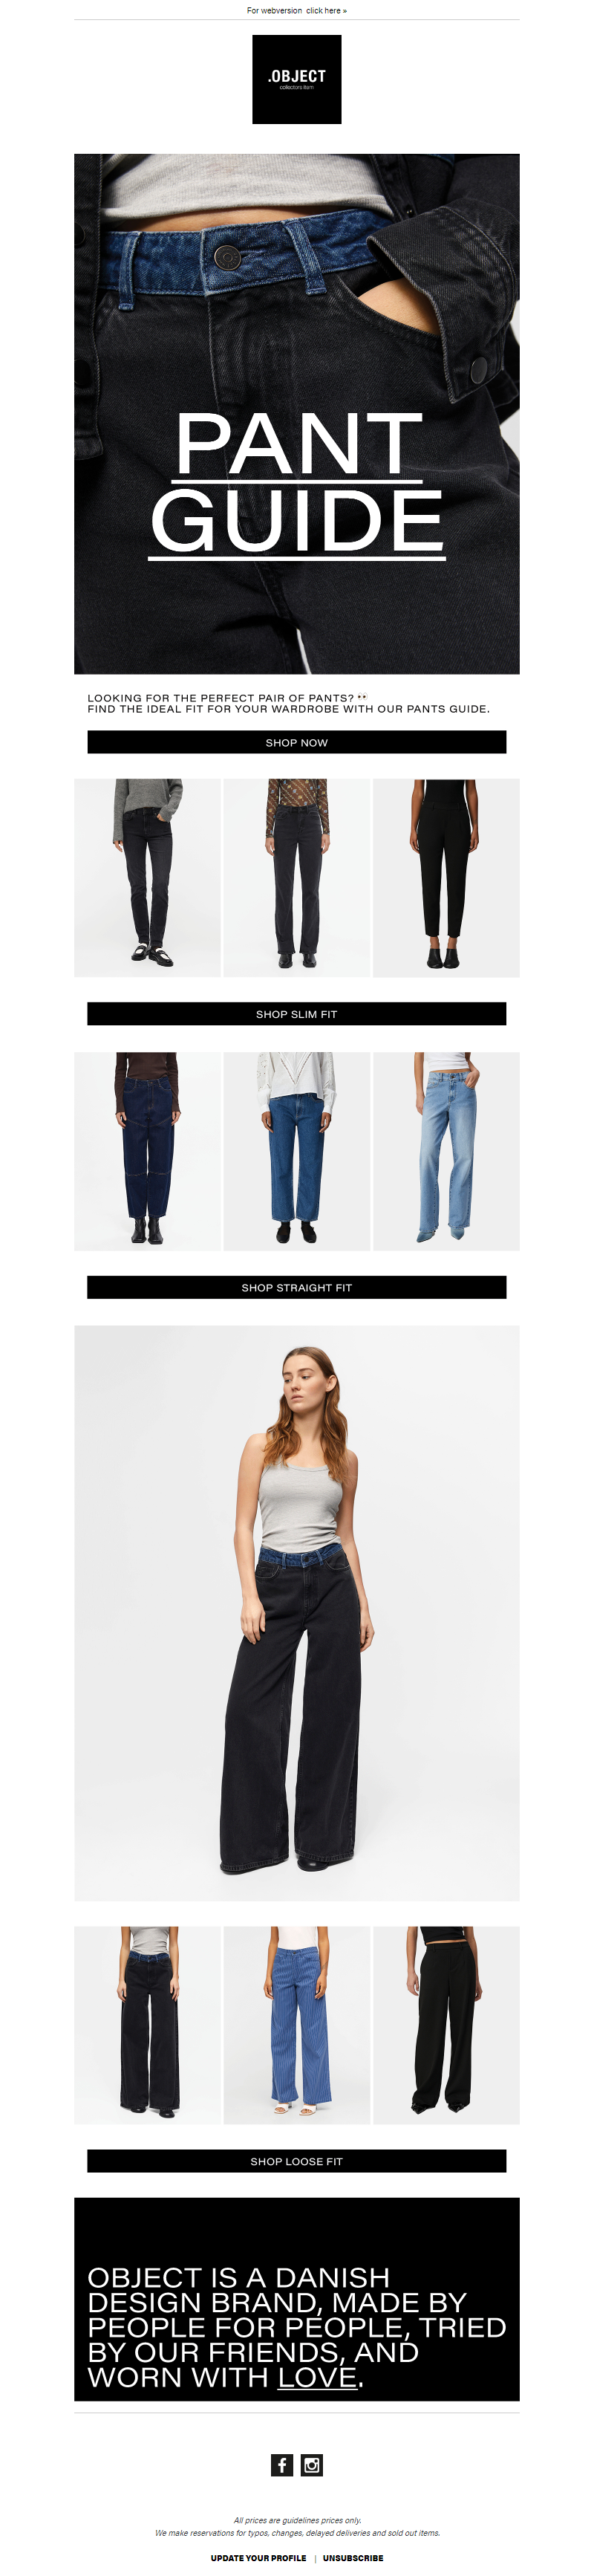 For webversion click here »
.OBJECT
collectors item
PANT
GUIDE
LOOKING FOR THE PERFECT PAIR OF PANTS? 👀
FIND THE IDEAL FIT FOR YOUR WARDROBE WITH OUR PANTS GUIDE.
SHOP NOW
SHOP SLIM FIT
SHOP STRAIGHT FIT
SHOP LOOSE FIT
OBJECT IS A DANISH
DESIGN BRAND, MADE BY
PEOPLE FOR PEOPLE, TRIED
BY OUR FRIENDS, AND
WORN WITH LOVE.
All prices are guidelines prices only.
We make reservations for typos, changes, delayed deliveries and sold out items.
UPDATE YOUR PROFILE | UNSUBSCRIBE